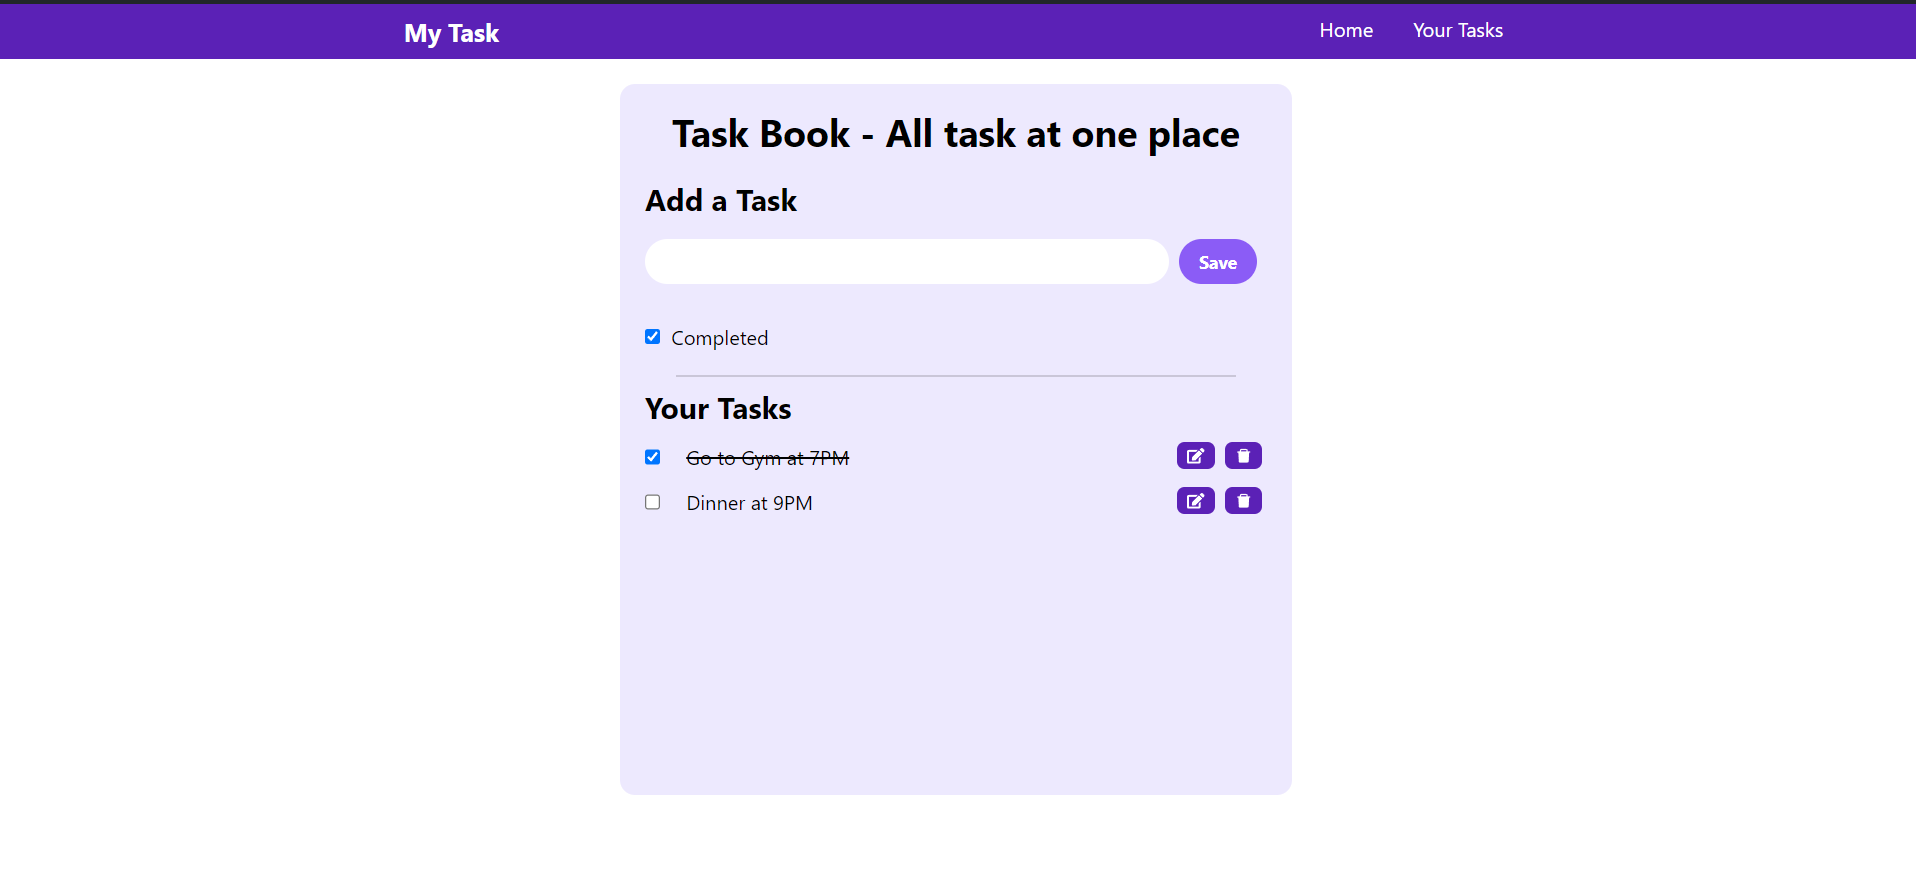 My Task
Home
Your Tasks
Task Book - All task at one place
Add a Task
Save
Completed
Your Tasks
Go to Gym at 7PM
Dinner at 9PM